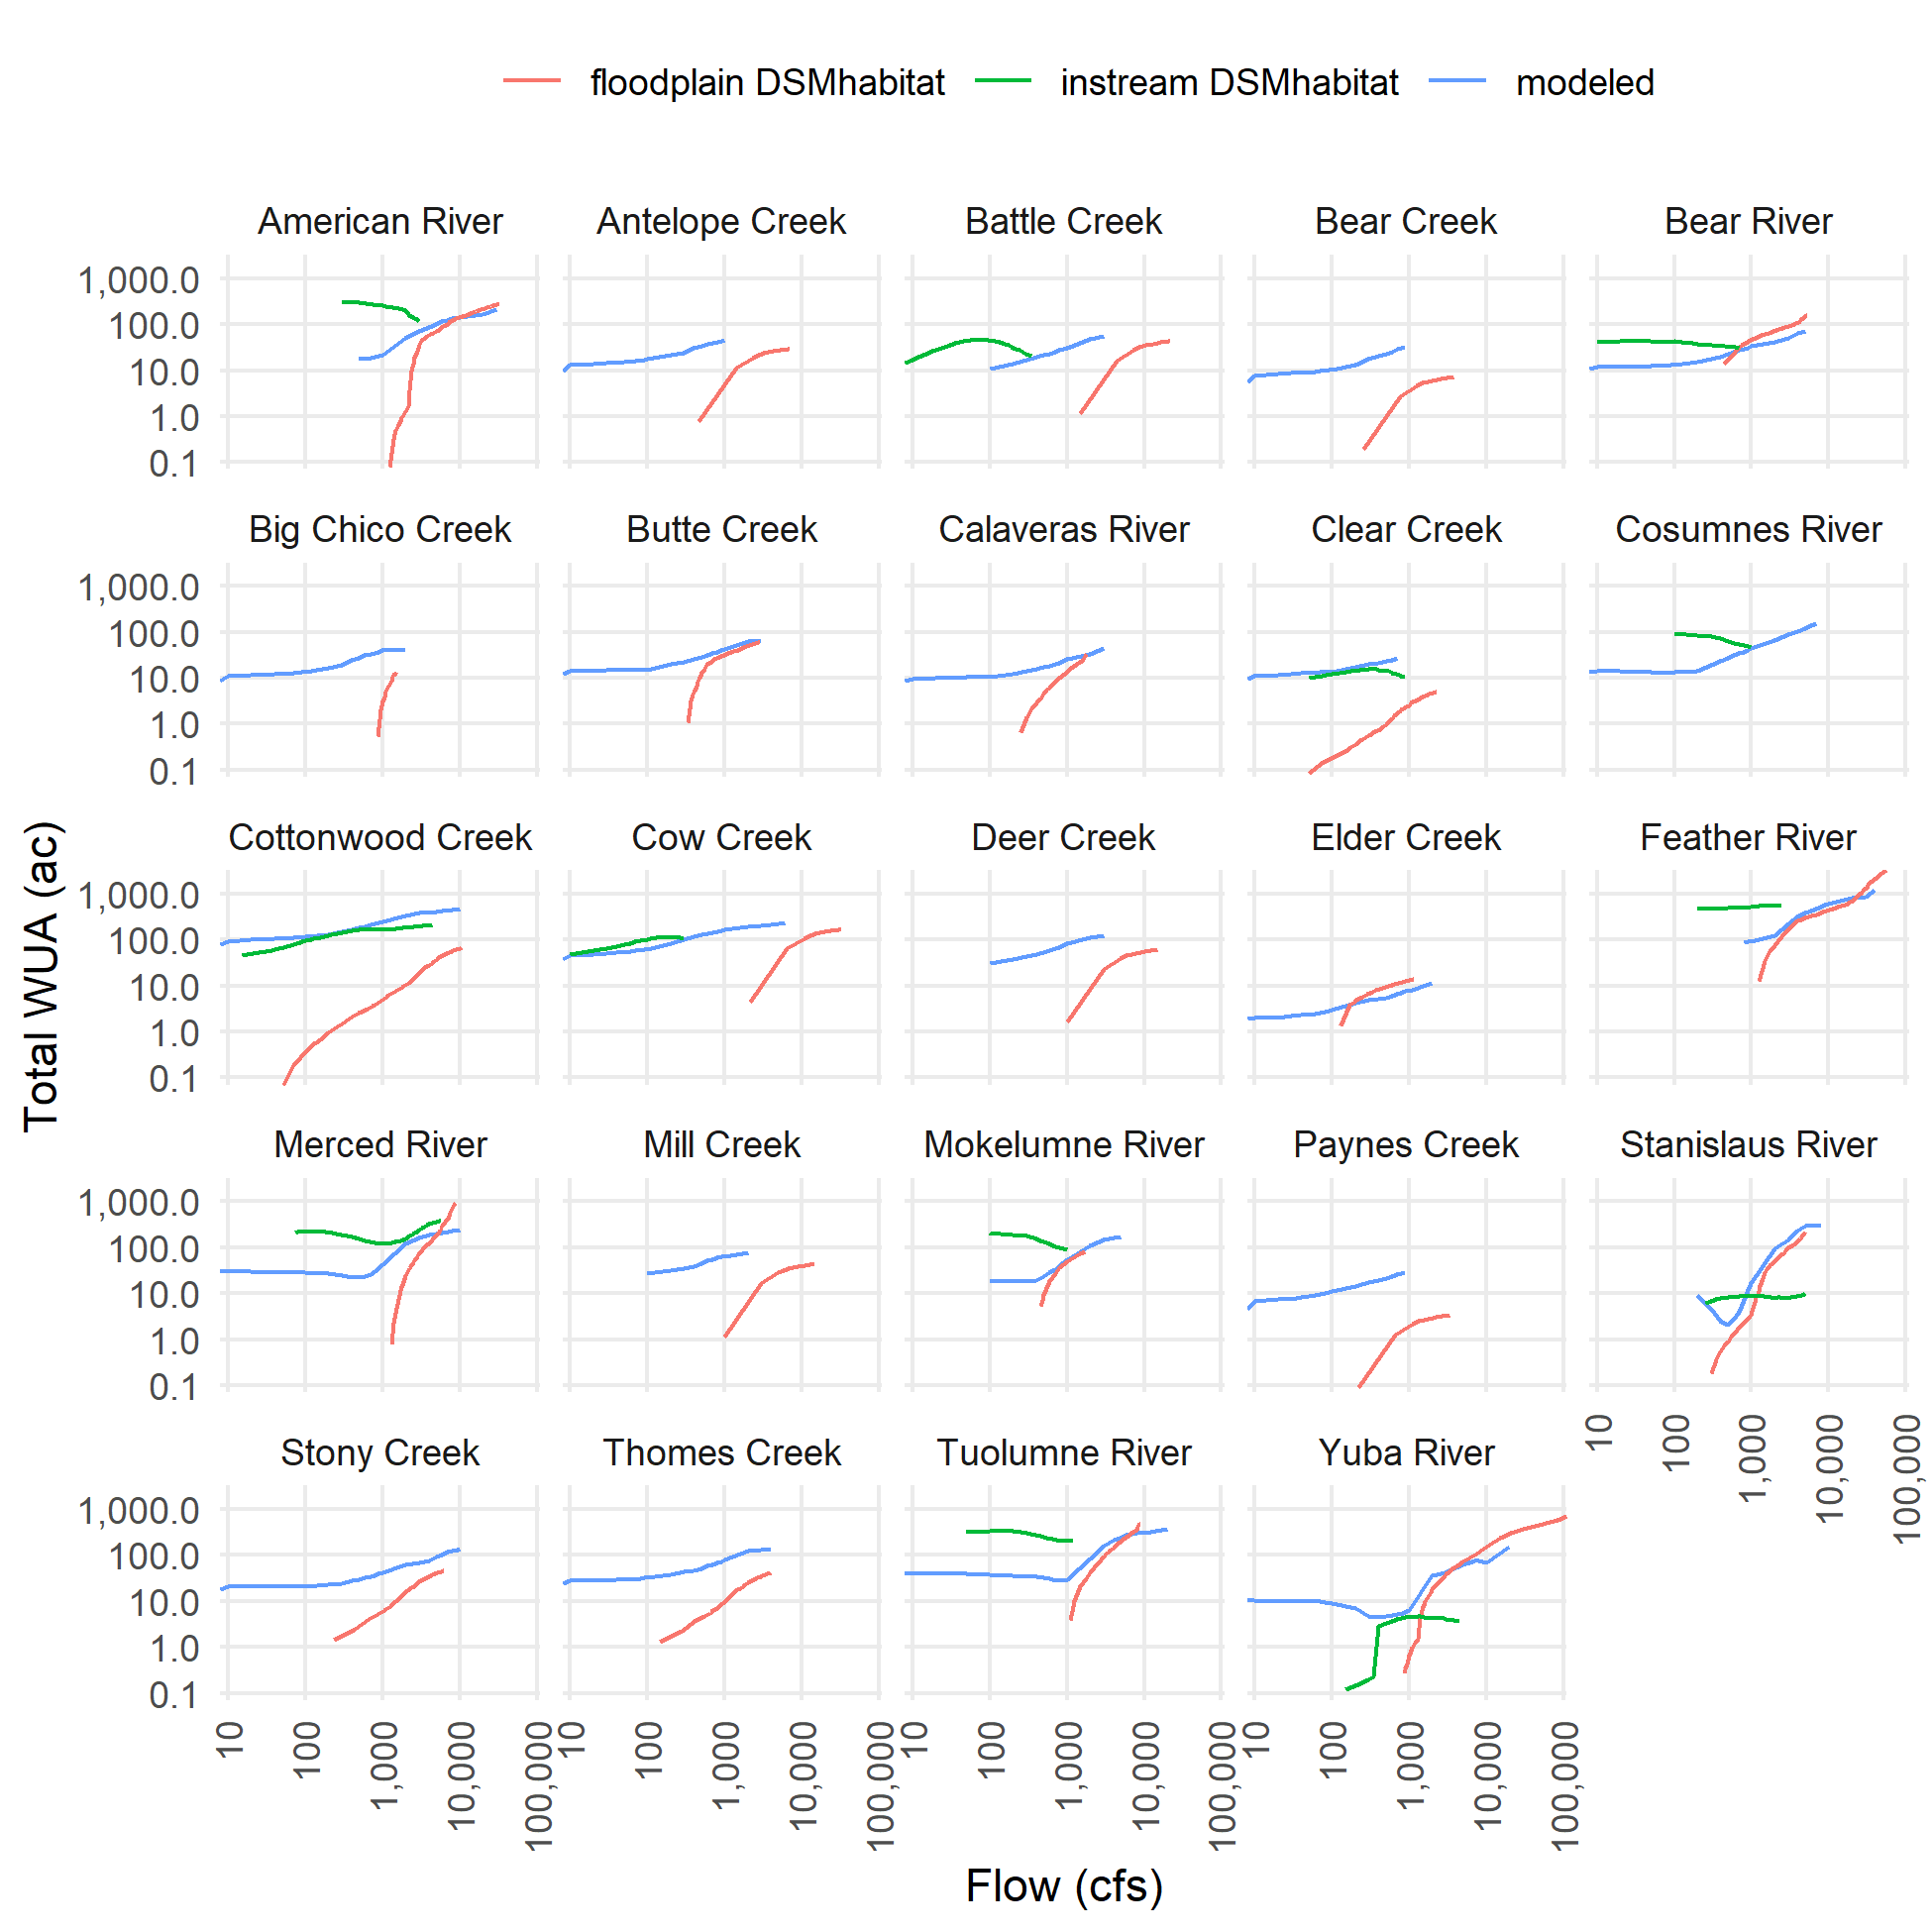 floodplain DSMhabitat instream DSMhabitat modeled
American River Antelope Creek Battle Creek Bear Creek Bear River
1,000.0
100.0
10.0
1.0
0.1
Big Chico Creek Butte Creek Calaveras River Clear Creek Cosumnes River
1,000.0
100.0
10.0
1.0
0.1
Cottonwood Creek Cow Creek Deer Creek Elder Creek Feather River
1,000.0
100.0
10.0
1.0
0.1
Total WUA (ac)
Merced River Mill Creek Mokelumne River Paynes Creek Stanislaus River
1,000.0
100.0
10.0
1.0
0.1
10 100 1,000 10,000 100,000
Stony Creek Thomes Creek Tuolumne River Yuba River
1,000.0
100.0
10.0
1.0
0.1
10 100 1,000 10,000 100,000 10 100 1,000 10,000 100,000 10 100 1,000 10,000 100,000 10 100 1,000 10,000 100,000
Flow (cfs)